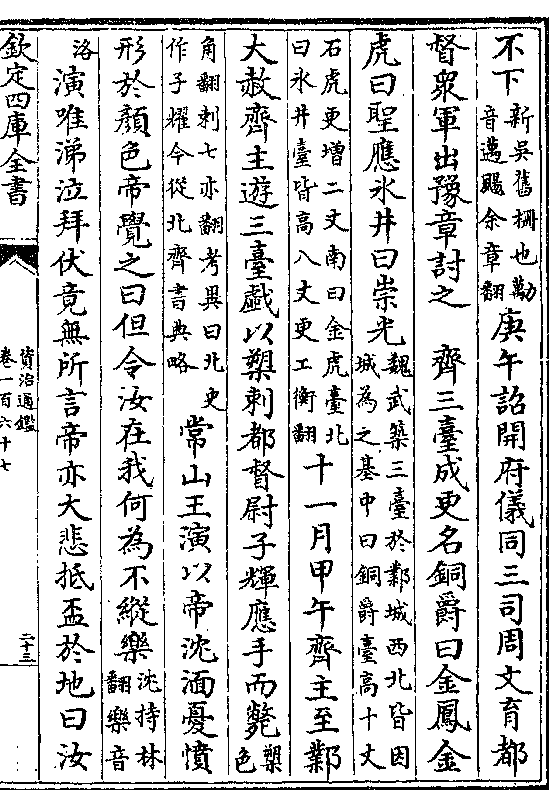 不下新吳舊柵也勱音邁颺余章翻庚午詔開府儀同三司周文育都
督衆軍出豫章討之　齊三臺成更名銅爵曰金鳳金
虎曰聖應氷井曰崇光魏武築三臺於鄴城西北皆因城為之基中曰銅爵臺高十丈
石虎更增二丈南曰金虎臺北曰氷井臺皆高八丈更工衡翻十一月甲午齊主至鄴
大赦齊主遊三臺戯以槊刺都督尉子輝應手而斃槊色
角翻刺七亦翻考異曰北史作子耀今從北齊書典略常山王演以帝沈湎憂憤
形於顔色帝覺之曰但令汝在我何為不縱樂沈持林翻樂音
洛演唯涕泣拜伏竟無所言帝亦大悲抵盃於地曰汝
欽定四庫全書
資治通鑑
卷一百六十七
二十三